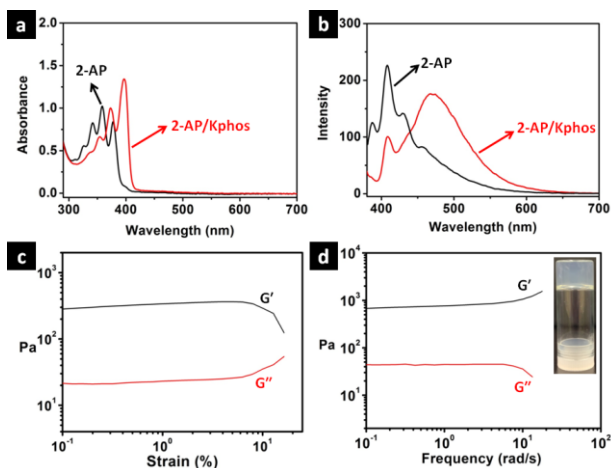 a
2.0
1.5
1.0
0.5
0.0
Absorbance
2-AP
2-AP/Kphos
300 400 500 600 700
Wavelength (nm)
b
300
200
100
0
Intensity
2-AP
2-AP/Kphos
400 500 600 700
Wavelength (nm)
c
10³
10²
10¹
Pa
G'
G''
10⁻¹ 10⁰ 10¹
Strain (%)
d
10⁴
10³
10²
10¹
Pa
G'
G''
10⁻¹ 10⁰ 10¹ 10²
Frequency (rad/s)